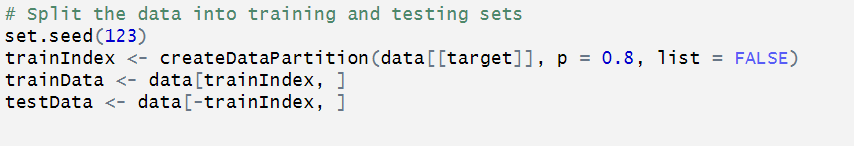 # Split the data into training and testing sets
set.seed(123)
trainIndex <- createDataPartition(data[[target]], p = 0.8, list = FALSE)
trainData <- data[trainIndex, ]
testData <- data[-trainIndex, ]